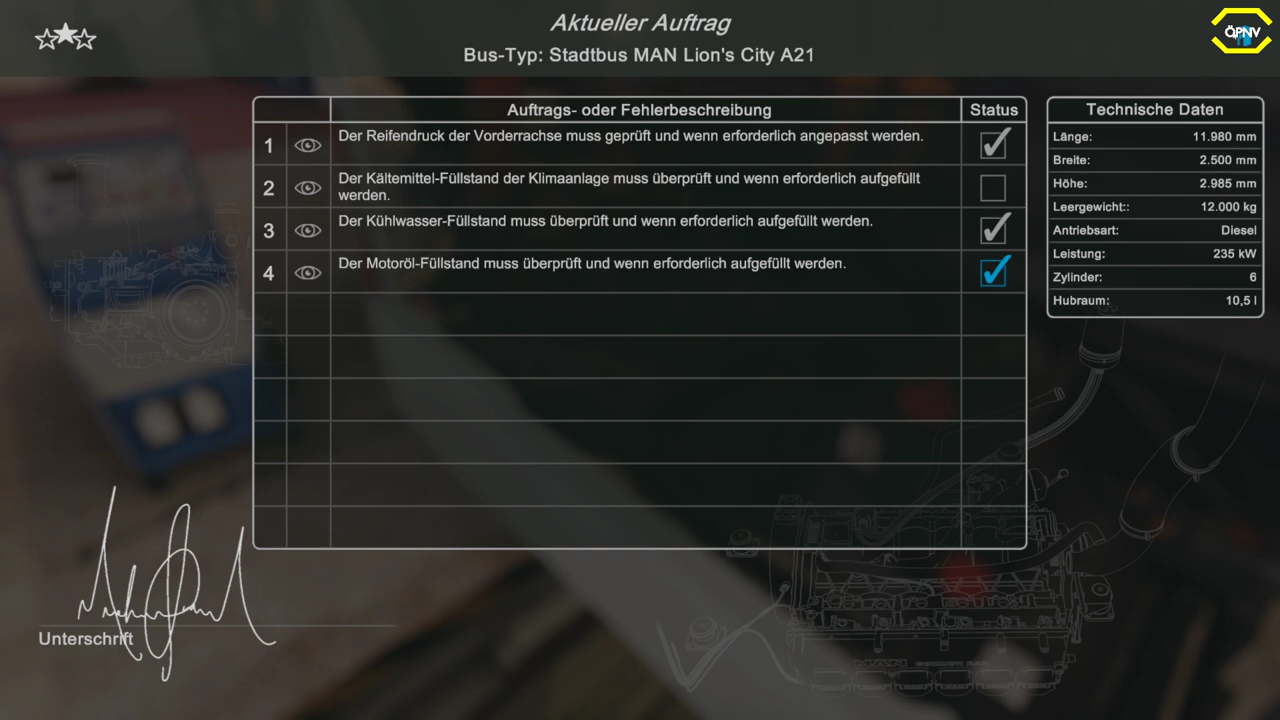 Aktueller Auftrag
Bus-Typ: Stadtbus MAN Lion's City A21
ÖPNV
Auftrags- oder Fehlerbeschreibung
Status
1
Der Reifendruck der Vorderrachse muss geprüft und wenn erforderlich angepasst werden.
2
Der Kältemittel-Füllstand der Klimaanlage muss überprüft und wenn erforderlich aufgefüllt
werden.
3
Der Kühlwasser-Füllstand muss überprüft und wenn erforderlich aufgefüllt werden.
4
Der Motoröl-Füllstand muss überprüft und wenn erforderlich aufgefüllt werden.
Technische Daten
Länge: 11.980 mm
Breite: 2.500 mm
Höhe: 2.985 mm
Leergewicht:: 12.000 kg
Antriebsart: Diesel
Leistung: 235 kW
Zylinder: 6
Hubraum: 10,5 l
Unterschrift